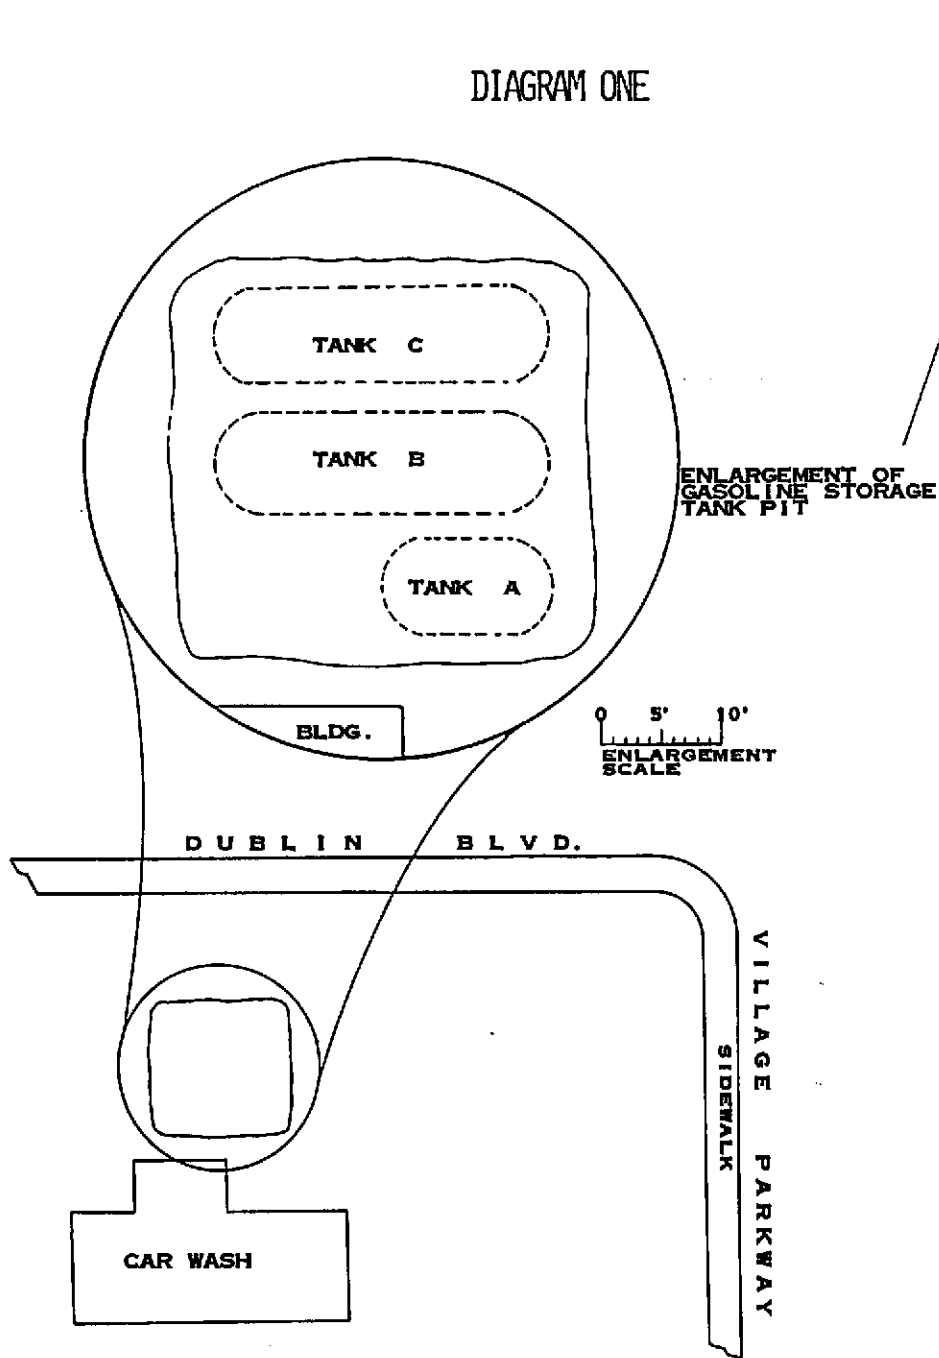 DIAGRAM ONE
TANK C
TANK B
TANK A
ENLARGEMENT OF
GASOLINE STORAGE
TANK PIT
BLDG.
0 5' 10'
ENLARGEMENT
SCALE
DUBLIN BLVD.
VILLAGE PARKWAY
SIDEWALK
CAR WASH